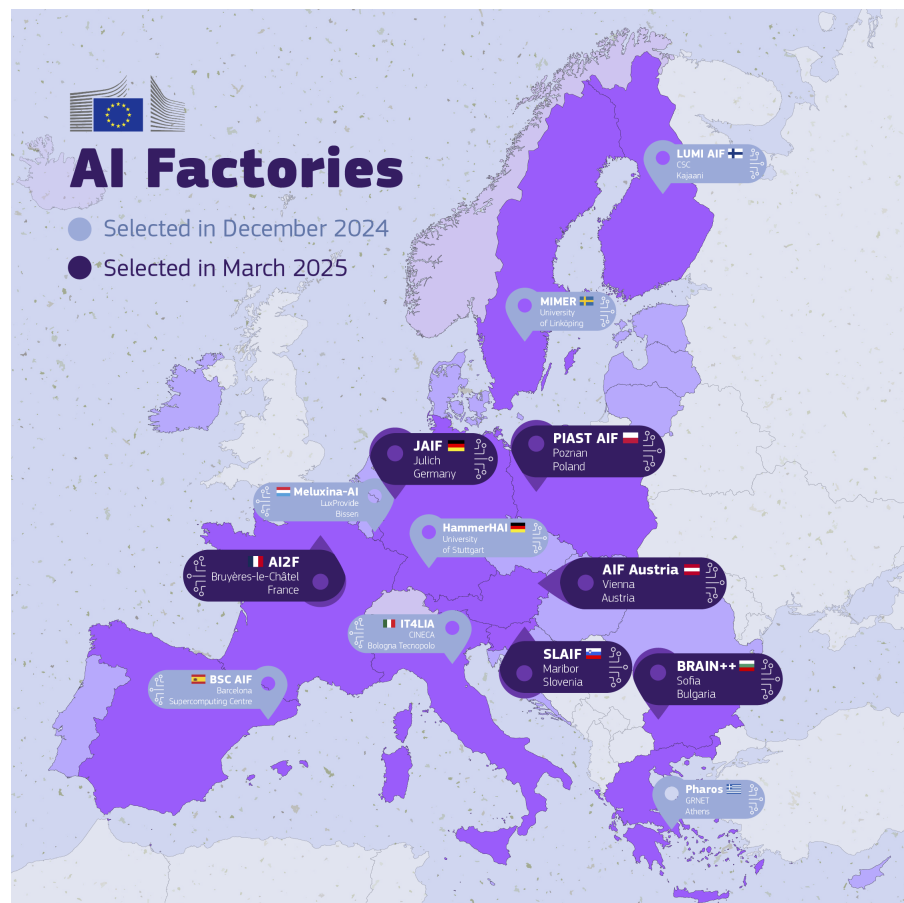 AI Factories
Selected in December 2024
Selected in March 2025
LUMI AIF
CSC
Kajaani
MIMER
University
of Linköping
JAIF
Julich
Germany
PIAST AIF
Poznan
Poland
Meluxina-AI
LuxProvide
Bissen
HammerHAI
University
of Stuttgart
AI2F
Bruyères-le-Châtel
France
AIF Austria
Vienna
Austria
IT4LIA
CINECA
Bologna Tecnopolo
SLAIF
Maribor
Slovenia
BRAIN++
Sofia
Bulgaria
BSC AIF
Barcelona
Supercomputing Centre
Pharos
GRNET
Athens